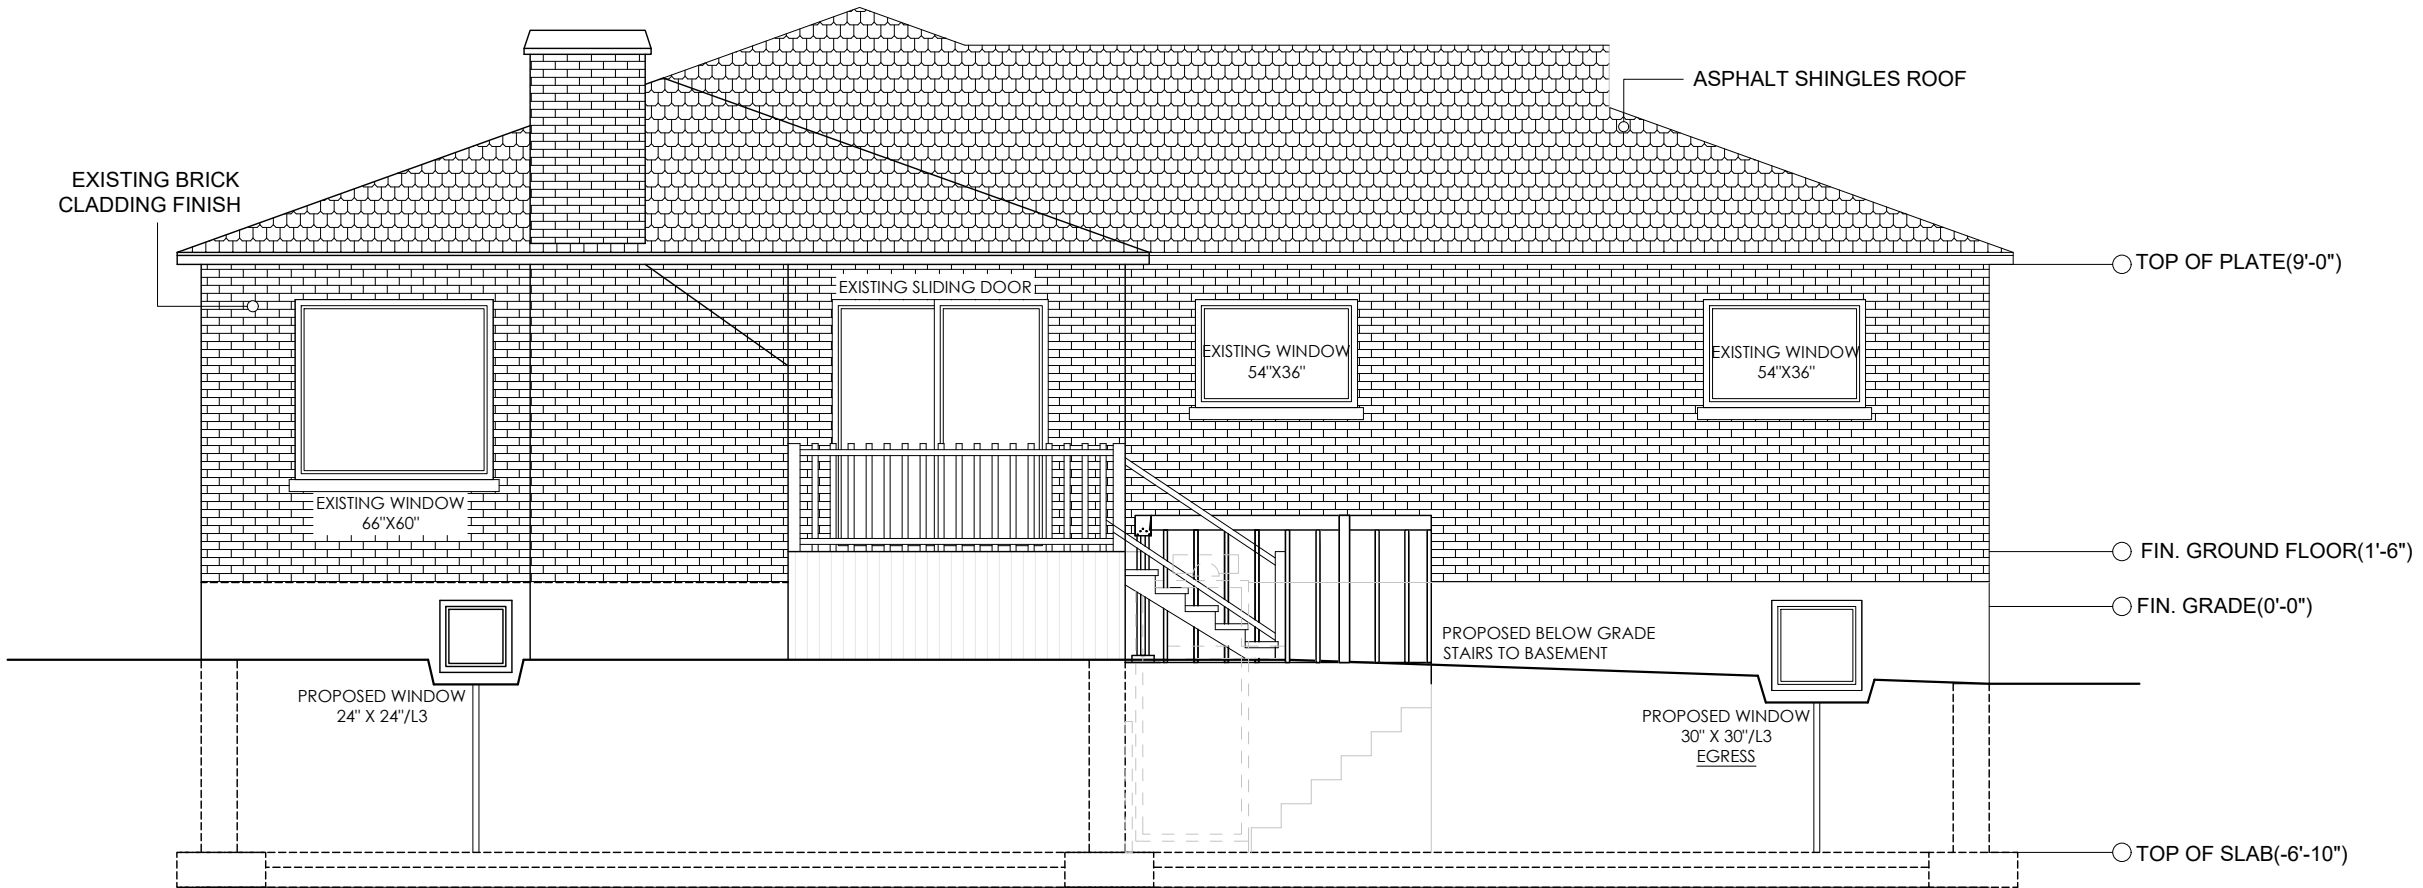 ASPHALT SHINGLES ROOF
EXISTING BRICK
CLADDING FINISH
TOP OF PLATE(9'-0")
EXISTING SLIDING DOOR
EXISTING WINDOW
54"X36"
EXISTING WINDOW
54"X36"
EXISTING WINDOW
66"X60"
FIN. GROUND FLOOR(1'-6")
FIN. GRADE(0'-0")
PROPOSED BELOW GRADE
STAIRS TO BASEMENT
PROPOSED WINDOW
24" X 24"/L3
PROPOSED WINDOW
30" X 30"/L3
EGRESS
TOP OF SLAB(-6'-10")